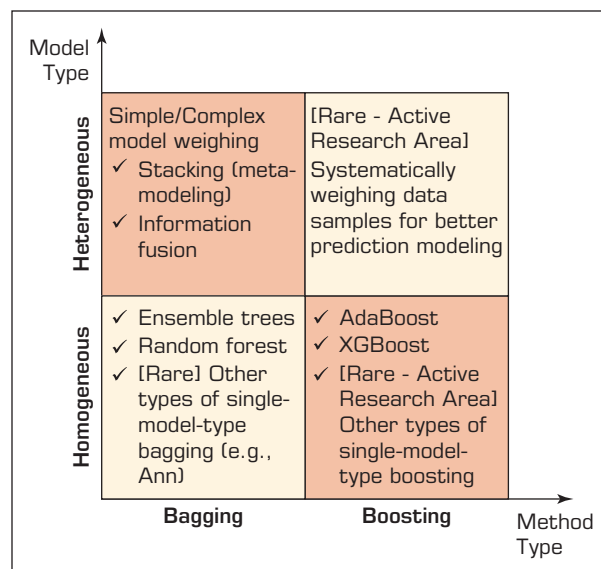 Model
Type
Heterogeneous
Simple/Complex
model weighing
✓ Stacking (meta-
modeling)
✓ Information
fusion
[Rare - Active
Research Area]
Systematically
weighing data
samples for better
prediction modeling
Homogeneous
✓ Ensemble trees
✓ Random forest
✓ [Rare] Other
types of single-
model-type
bagging (e.g.,
Ann)
✓ AdaBoost
✓ XGBoost
✓ [Rare - Active
Research Area]
Other types of
single-model-
type boosting
Bagging
Boosting
Method
Type